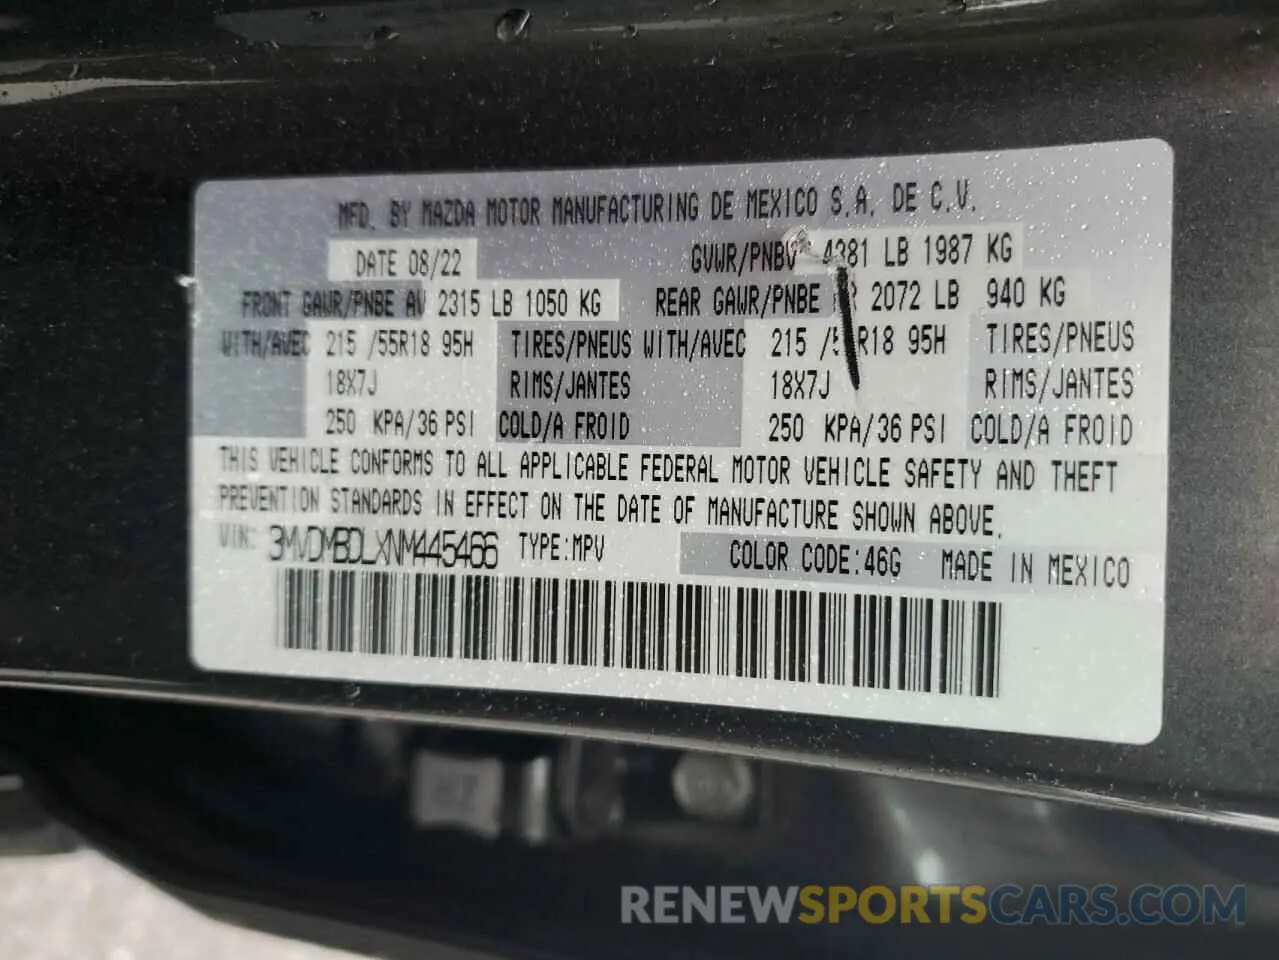 MFD. BY MAZDA MOTOR MANUFACTURING DE MEXICO S.A. DE C.V.
DATE 08/22 GVWR/PNBV 4381 LB 1987 KG
FRONT GAWR/PNBE AV 2315 LB 1050 KG REAR GAWR/PNBE 2072 LB 940 KG
WITH/AVEC 215 /55R18 95H TIRES/PNEUS WITH/AVEC 215 /5 R18 95H TIRES/PNEUS
18X7J RIMS/JANTES 18X7J RIMS/JANTES
250 KPA/36 PSI COLD/A FROID 250 KPA/36 PSI COLD/A FROID
THIS VEHICLE CONFORMS TO ALL APPLICABLE FEDERAL MOTOR VEHICLE SAFETY AND THEFT
PREVENTION STANDARDS IN EFFECT ON THE DATE OF MANUFACTURE SHOWN ABOVE.
VIN: 3MVDMBDLXNM445466 TYPE:MPV COLOR CODE:46G MADE IN MEXICO
RENEWSPORTSCARS.COM